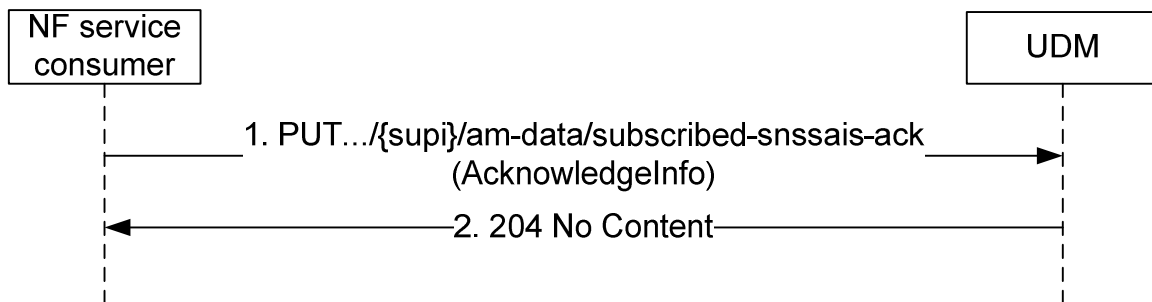 NF service
consumer
UDM
1. PUT.../{supi}/am-data/subscribed-snssais-ack
(AcknowledgeInfo)
2. 204 No Content